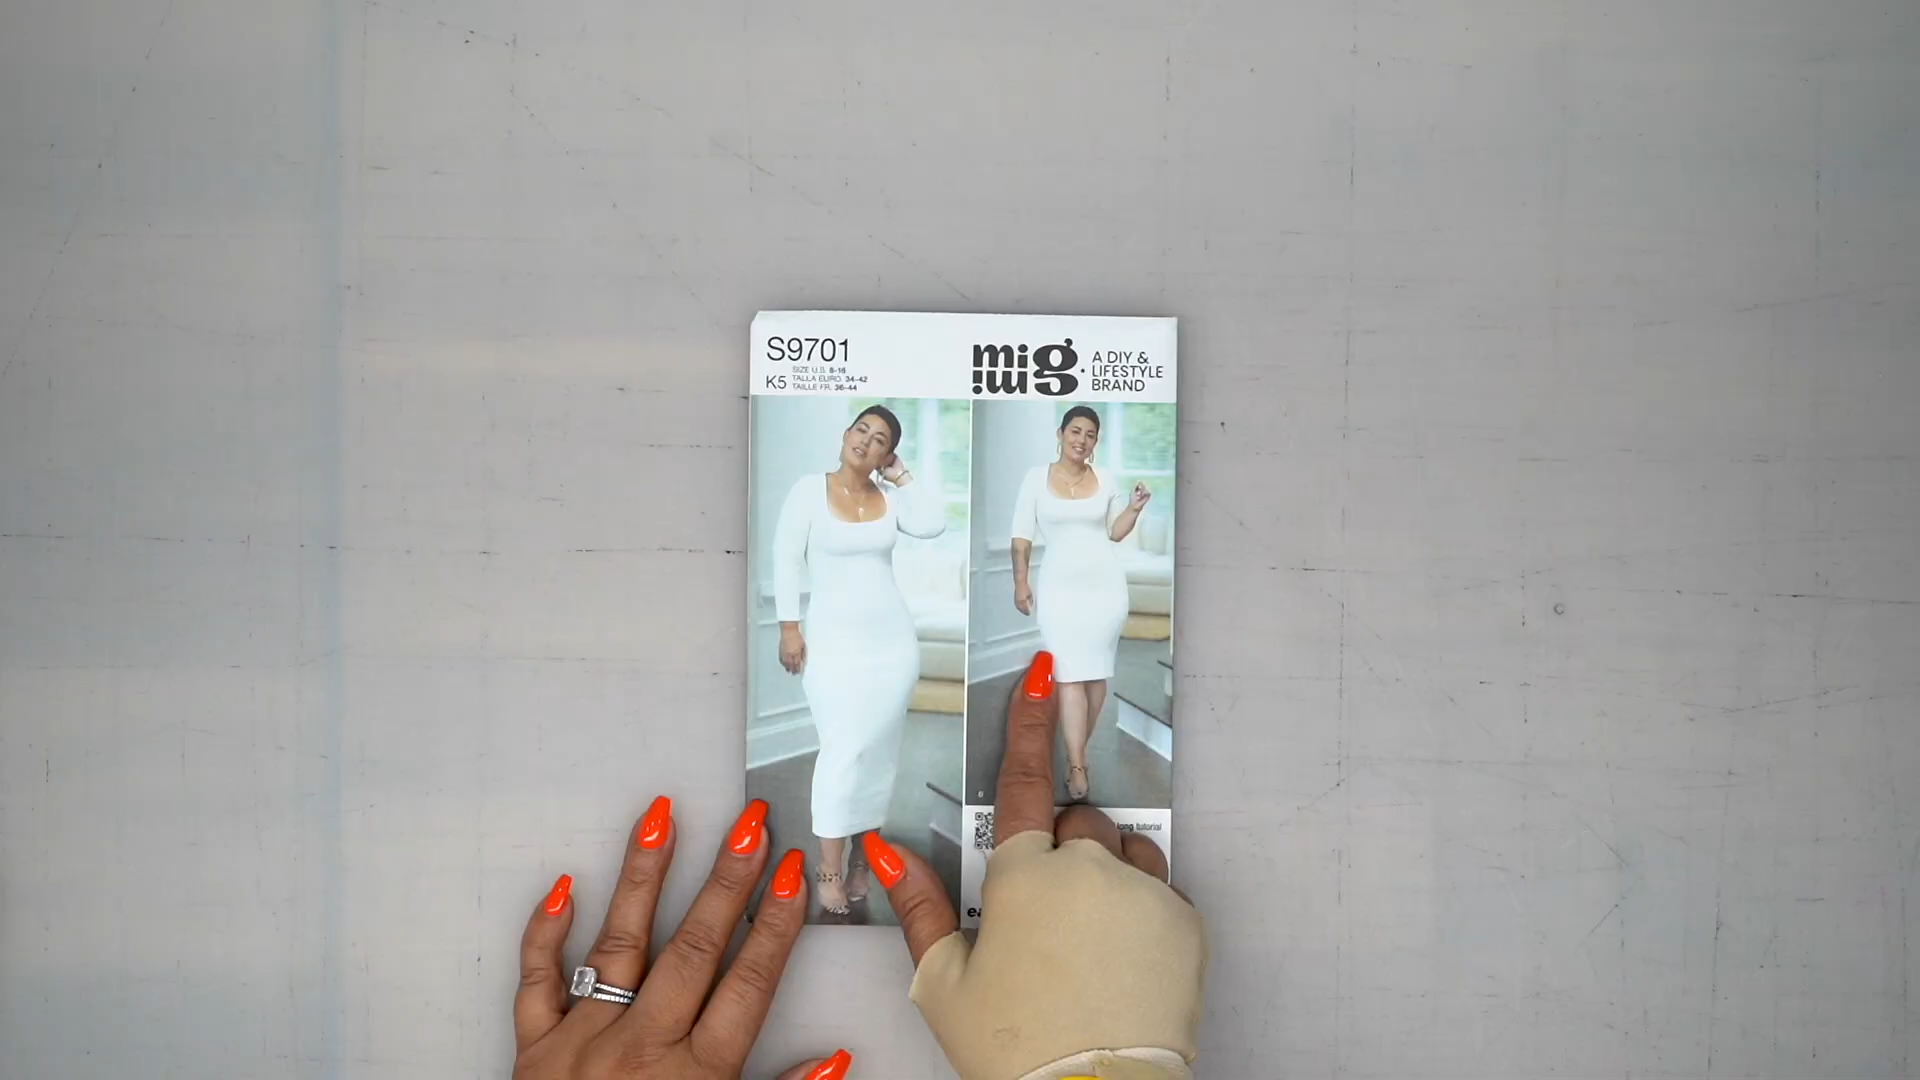 S9701
K5
SIZE U.S. 8-16
TALLA EURO. 34-42
TAILLE FR. 36-44
mimi g.
A DIY &
LIFESTYLE
BRAND
long tutorial